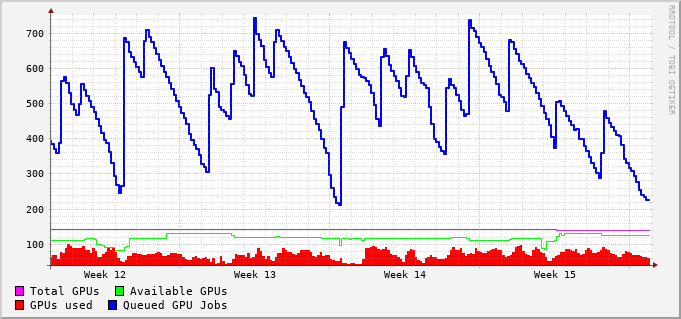 700
600
500
400
300
200
100
Week 12 Week 13 Week 14 Week 15
Total GPUs Available GPUs
GPUs used Queued GPU Jobs
RRDTOOL / TOBI OETIKER